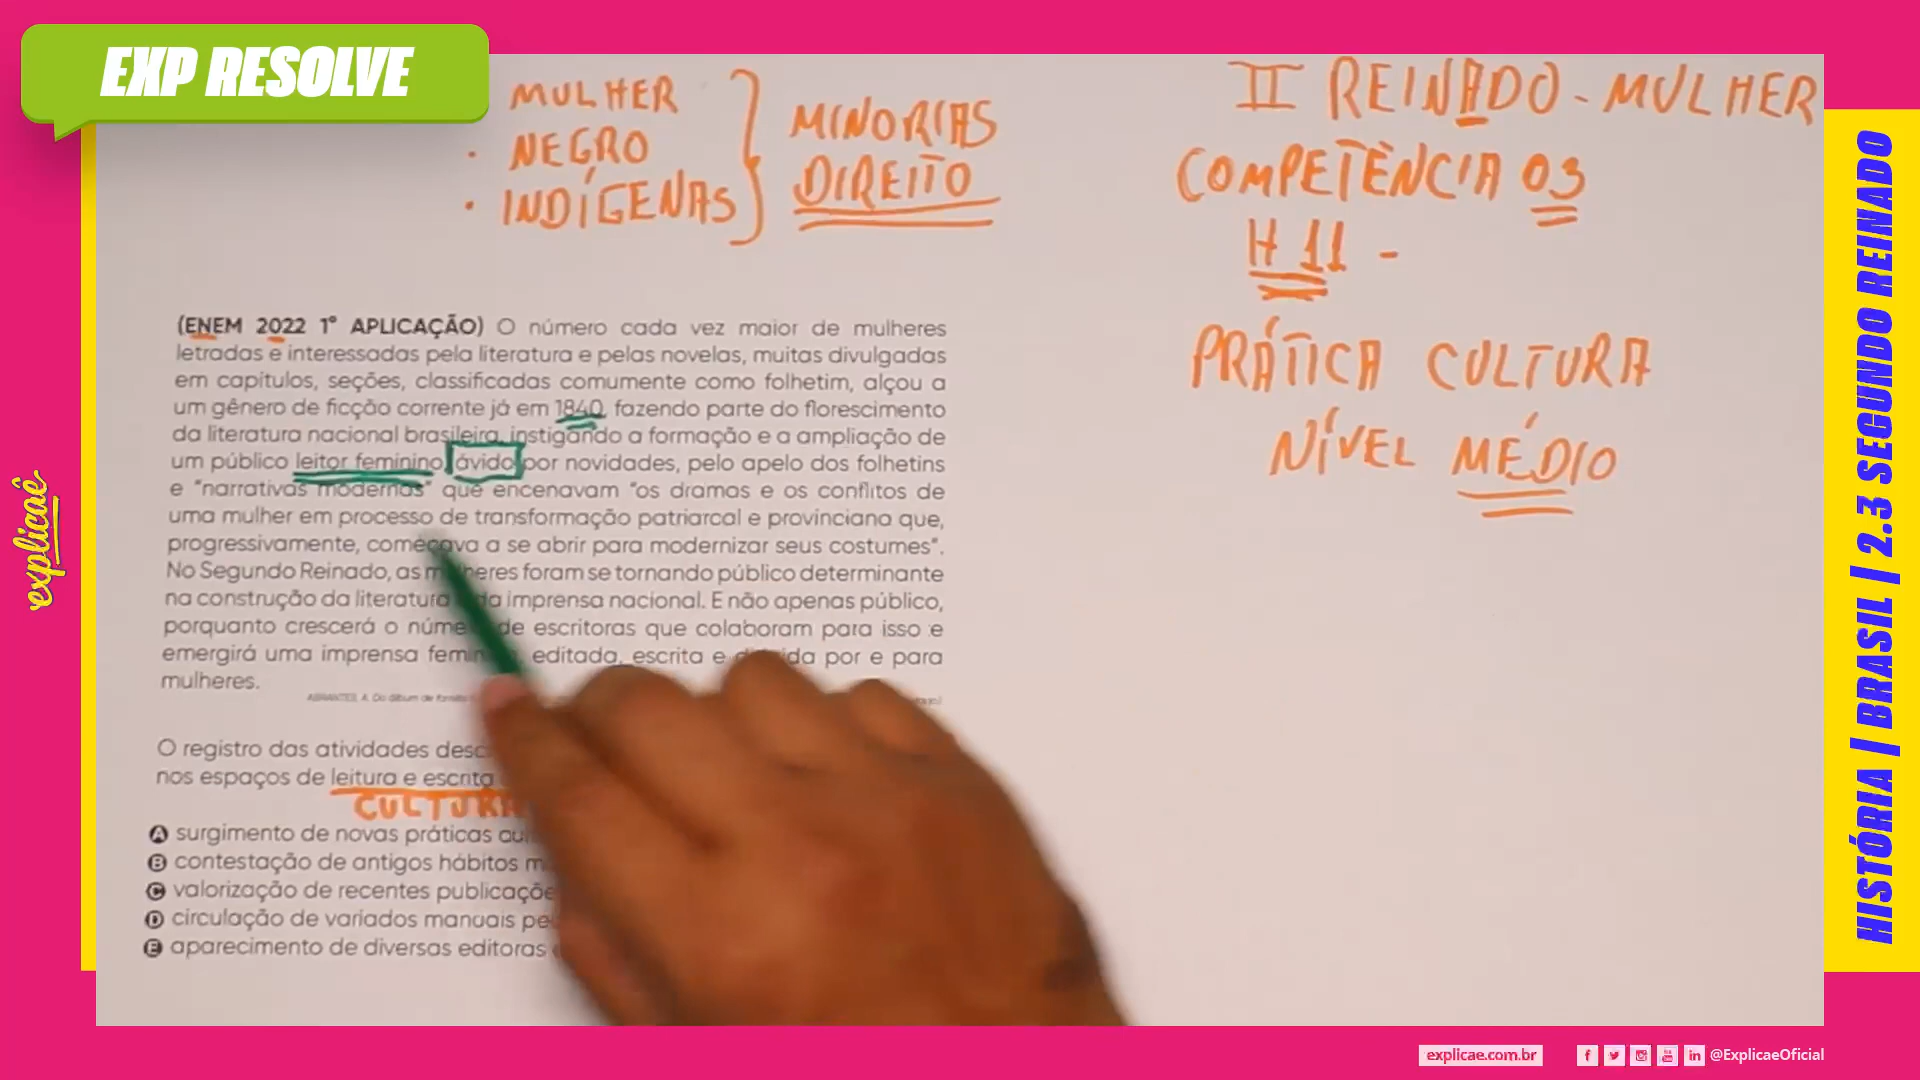 EXP RESOLVE
MULHER
· NEGRO
· INDÍGENAS
MINORIAS
DIREITO
II REINADO - MULHER
COMPETÊNCIA 03
H 11 -
PRÁTICA CULTURA
NÍVEL MÉDIO
(ENEM 2022 1° APLICAÇÃO) O número cada vez maior de mulheres
letradas e interessadas pela literatura e pelas novelas, muitas divulgadas
em capítulos, seções, classificadas comumente como folhetim, alçou a
um gênero de ficção corrente já em 1840, fazendo parte do florescimento
da literatura nacional brasileira, instigando a formação e a ampliação de
um público leitor feminino, ávido por novidades, pelo apelo dos folhetins
e "narrativas modernas" que encenavam "os dramas e os conflitos de
uma mulher em processo de transformação patriarcal e provinciana que,
progressivamente, começava a se abrir para modernizar seus costumes".
No Segundo Reinado, as mulheres foram se tornando público determinante
na construção da literatura da imprensa nacional. E não apenas público,
porquanto crescerá o de escritoras que colaboram para isso e
emergirá uma imprensa editada, escrita e por e para
mulheres.
ABRANTES, A. Do álbum de
O registro das atividades
nos espaços de leitura e escrita
CULTURA
A surgimento de novas práticas
B contestação de antigos hábitos
C valorização de recentes
D circulação de variados manuais
E aparecimento de diversas editoras
explicaê
HISTÓRIA | BRASIL | 2.3 SEGUNDO REINADO
explicae.com.br
@ExplicaeOficial